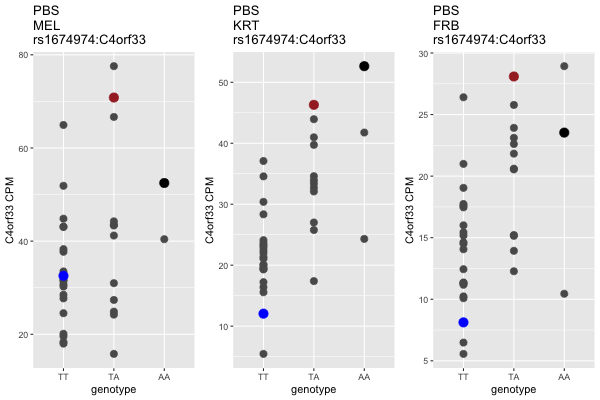 PBS
MEL
rs1674974:C4orf33
80
60
40
20
C4orf33 CPM
TT TA AA
genotype
PBS
KRT
rs1674974:C4orf33
50
40
30
20
10
C4orf33 CPM
TT TA AA
genotype
PBS
FRB
rs1674974:C4orf33
30
25
20
15
10
5
C4orf33 CPM
TT TA AA
genotype